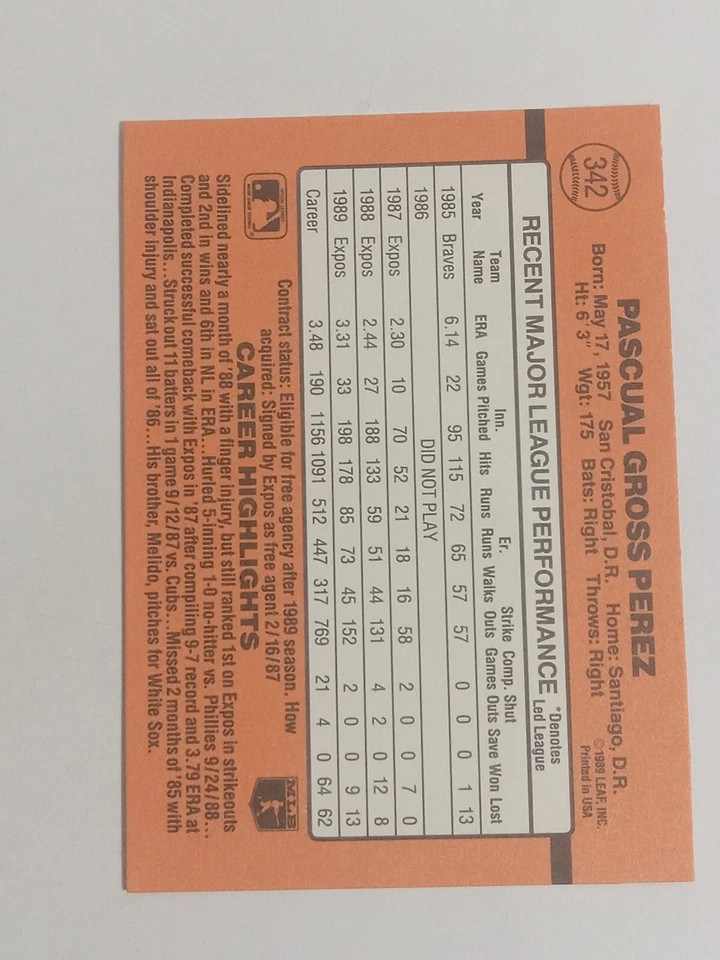 342
PASCUAL GROSS PEREZ
Born: May 17, 1957 San Cristobal, D.R. Home: Santiago, D.R.
Ht: 6' 3" Wgt: 175 Bats: Right Throws: Right
©1989 LEAF, INC.
Printed in USA
RECENT MAJOR LEAGUE PERFORMANCE *Denotes Led League
Year Team Name ERA Games Inn. Pitched Hits Runs Er. Runs Walks Strike Outs Comp. Games Shut Outs Save Won Lost
1985 Braves 6.14 22 95 115 72 65 57 57 0 0 0 1 13
1986 DID NOT PLAY
1987 Expos 2.30 10 70 52 21 18 16 58 2 0 0 7 0
1988 Expos 2.44 27 188 133 59 51 44 131 4 2 0 12 8
1989 Expos 3.31 33 198 178 85 73 45 152 2 0 0 9 13
Career 3.48 190 1156 1091 512 447 317 769 21 4 0 64 62
Contract status: Eligible for free agency after 1989 season. How
acquired: Signed by Expos as free agent 2/16/87
MLB
CAREER HIGHLIGHTS
Sidelined nearly a month of '88 with a finger injury, but still ranked 1st on Expos in strikeouts
and 2nd in wins and 6th in NL in ERA...Hurled 5-inning 1-0 no-hitter vs. Phillies 9/24/88...
Completed successful comeback with Expos in '87 after compiling 9-7 record and 3.79 ERA at
Indianapolis...Struck out 11 batters in 1 game 9/12/87 vs. Cubs...Missed 2 months of '85 with
shoulder injury and sat out all of '86...His brother, Melido, pitches for White Sox.